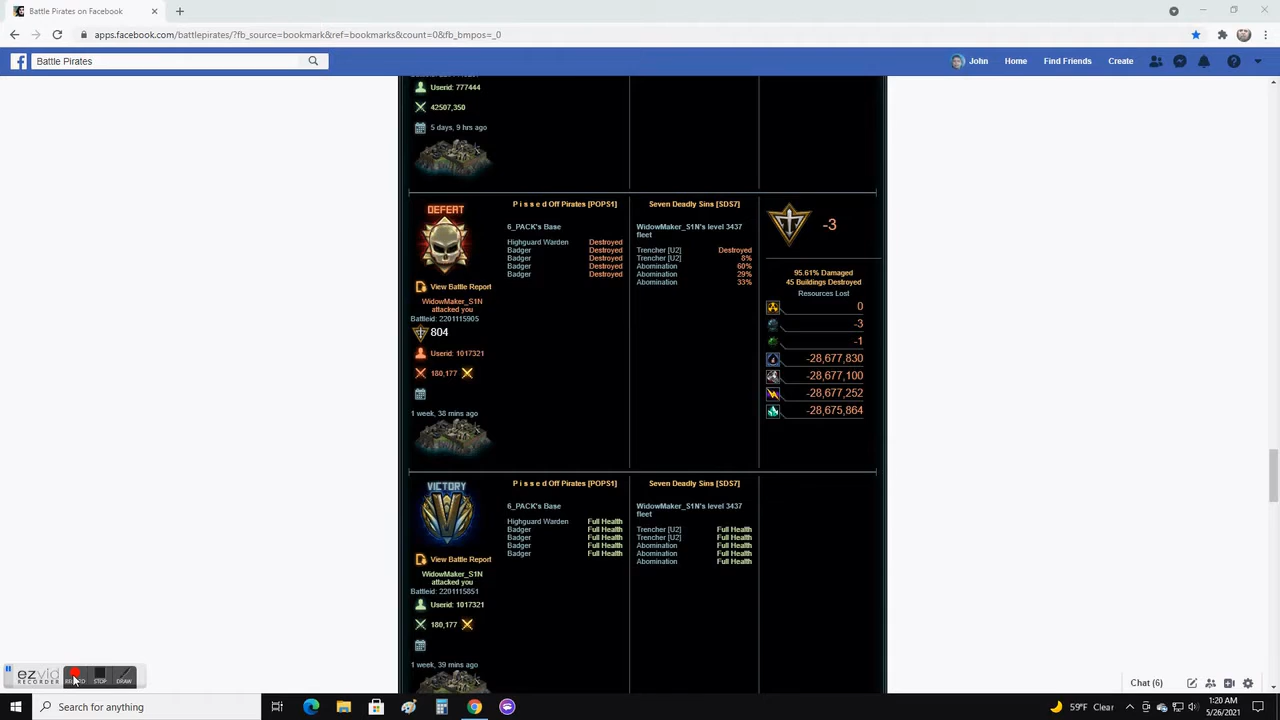 Battle Pirates on Facebook
apps.facebook.com/battlepirates/?fb_source=bookmark&ref=bookmarks&count=0&fb_bmpos=_0
Battle Pirates
John
Home
Find Friends
Create
Userid: 777444
42507,350
5 days, 9 hrs ago
DEFEAT
View Battle Report
WidowMaker_S1N
attacked you
Battleid: 2201115905
804
Userid: 1017321
180,177
1 week, 38 mins ago
P i s s e d Off Pirates [POPS1]
6_PACK's Base
Highguard Warden Destroyed
Badger Destroyed
Badger Destroyed
Badger Destroyed
Badger Destroyed
Seven Deadly Sins [SDS7]
WidowMaker_S1N's level 3437
fleet
Trencher [U2] Destroyed
Trencher [U2] 8%
Abomination 60%
Abomination 29%
Abomination 33%
-3
95.61% Damaged
45 Buildings Destroyed
Resources Lost
0
-3
-1
-28,677,830
-28,677,100
-28,677,252
-28,675,864
VICTORY
View Battle Report
WidowMaker_S1N
attacked you
Battleid: 2201115851
Userid: 1017321
180,177
1 week, 39 mins ago
P i s s e d Off Pirates [POPS1]
6_PACK's Base
Highguard Warden Full Health
Badger Full Health
Badger Full Health
Badger Full Health
Badger Full Health
Seven Deadly Sins [SDS7]
WidowMaker_S1N's level 3437
fleet
Trencher [U2] Full Health
Trencher [U2] Full Health
Abomination Full Health
Abomination Full Health
Abomination Full Health
ezvid
RECORDER
STOP
DRAW
Chat (6)
Type here to search
59°F Clear
1:20 AM
5/26/2021